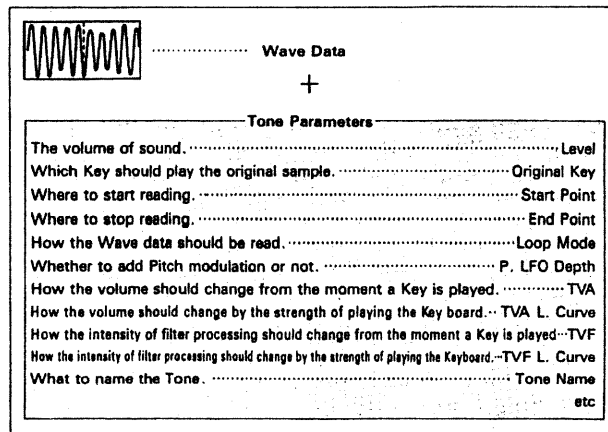 Wave Data
+
Tone Parameters
The volume of sound. Level
Which Key should play the original sample. Original Key
Where to start reading. Start Point
Where to stop reading. End Point
How the Wave data should be read. Loop Mode
Whether to add Pitch modulation or not. P. LFO Depth
How the volume should change from the moment a Key is played. TVA
How the volume should change by the strength of playing the Key board. TVA L. Curve
How the intensity of filter processing should change from the moment a Key is played TVF
How the intensity of filter processing should change by the strength of playing the Keyboard. TVF L. Curve
What to name the Tone. Tone Name
etc